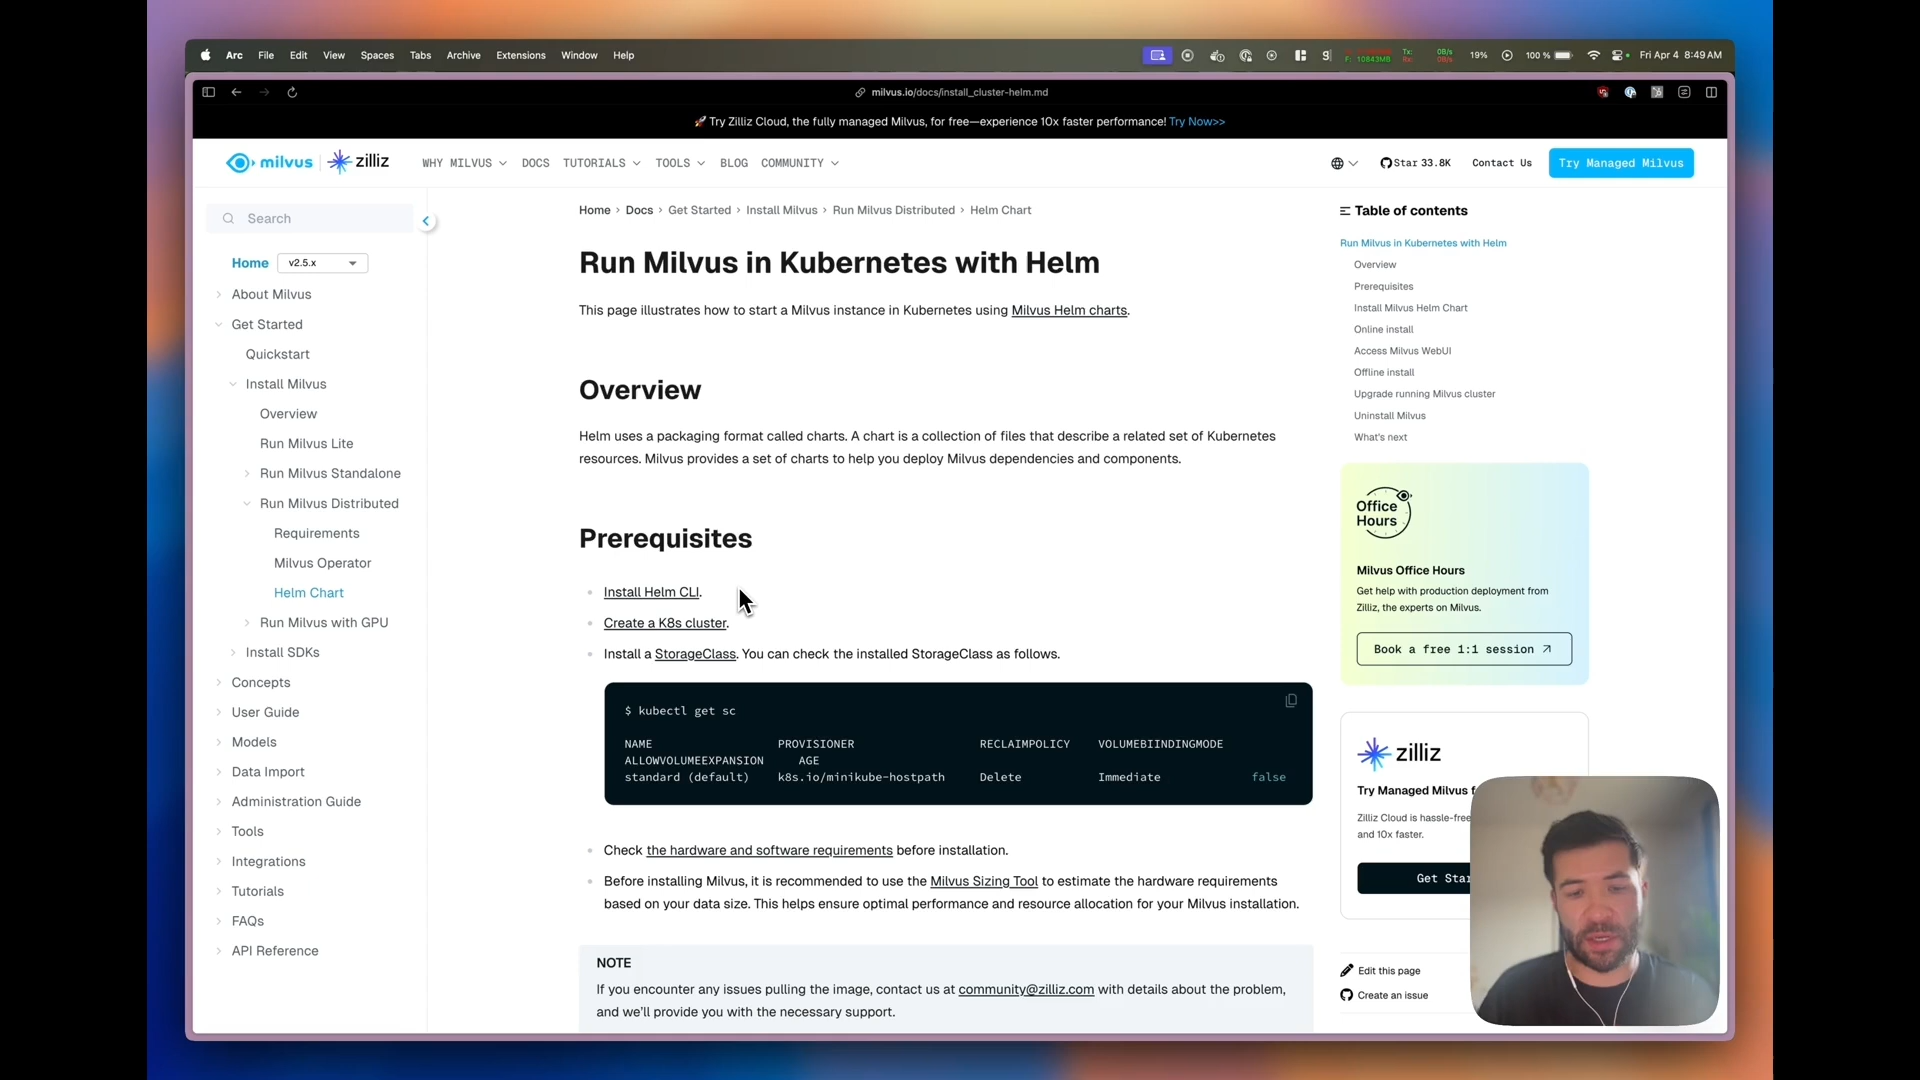 Arc File Edit View Spaces Tabs Archive Extensions Window Help
F: 10843MB Tx: 0B/s Rx: 0B/s 19% 100 % Fri Apr 4 8:49 AM
milvus.io/docs/install_cluster-helm.md
🚀 Try Zilliz Cloud, the fully managed Milvus, for free—experience 10x faster performance! Try Now>>
milvus zilliz WHY MILVUS DOCS TUTORIALS TOOLS BLOG COMMUNITY Star 33.8K Contact Us Try Managed Milvus
Search
Home v2.5.x
About Milvus
Get Started
Quickstart
Install Milvus
Overview
Run Milvus Lite
Run Milvus Standalone
Run Milvus Distributed
Requirements
Milvus Operator
Helm Chart
Run Milvus with GPU
Install SDKs
Concepts
User Guide
Models
Data Import
Administration Guide
Tools
Integrations
Tutorials
FAQs
API Reference
Home › Docs › Get Started › Install Milvus › Run Milvus Distributed › Helm Chart
Run Milvus in Kubernetes with Helm
This page illustrates how to start a Milvus instance in Kubernetes using Milvus Helm charts.
Overview
Helm uses a packaging format called charts. A chart is a collection of files that describe a related set of Kubernetes
resources. Milvus provides a set of charts to help you deploy Milvus dependencies and components.
Prerequisites
Install Helm CLI.
Create a K8s cluster.
Install a StorageClass. You can check the installed StorageClass as follows.
$ kubectl get sc
NAME PROVISIONER RECLAIMPOLICY VOLUMEBIINDINGMODE
ALLOWVOLUMEEXPANSION AGE
standard (default) k8s.io/minikube-hostpath Delete Immediate false
Check the hardware and software requirements before installation.
Before installing Milvus, it is recommended to use the Milvus Sizing Tool to estimate the hardware requirements
based on your data size. This helps ensure optimal performance and resource allocation for your Milvus installation.
NOTE
If you encounter any issues pulling the image, contact us at community@zilliz.com with details about the problem,
and we'll provide you with the necessary support.
Table of contents
Run Milvus in Kubernetes with Helm
Overview
Prerequisites
Install Milvus Helm Chart
Online install
Access Milvus WebUI
Offline install
Upgrade running Milvus cluster
Uninstall Milvus
What's next
Office
Hours
Milvus Office Hours
Get help with production deployment from
Zilliz, the experts on Milvus.
Book a free 1:1 session
zilliz
Try Managed Milvus f
Zilliz Cloud is hassle-free
and 10x faster.
Get Star
Edit this page
Create an issue